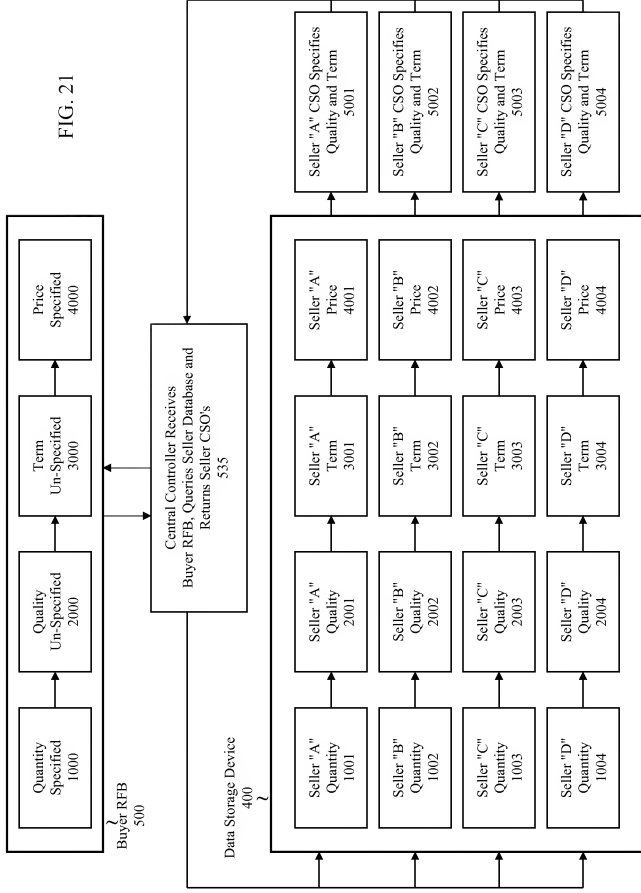 FIG. 21
Quantity
Specified
1000
Quality
Un-Specified
2000
Term
Un-Specified
3000
Price
Specified
4000
Buyer RFB
500
Central Controller Receives
Buyer RFB, Queries Seller Database and
Returns Seller CSO's
535
Data Storage Device
400
Seller "A"
Quantity
1001
Seller "A"
Quality
2001
Seller "A"
Term
3001
Seller "A"
Price
4001
Seller "A" CSO Specifies
Quality and Term
5001
Seller "B"
Quantity
1002
Seller "B"
Quality
2002
Seller "B"
Term
3002
Seller "B"
Price
4002
Seller "B" CSO Specifies
Quality and Term
5002
Seller "C"
Quantity
1003
Seller "C"
Quality
2003
Seller "C"
Term
3003
Seller "C"
Price
4003
Seller "C" CSO Specifies
Quality and Term
5003
Seller "D"
Quantity
1004
Seller "D"
Quality
2004
Seller "D"
Term
3004
Seller "D"
Price
4004
Seller "D" CSO Specifies
Quality and Term
5004